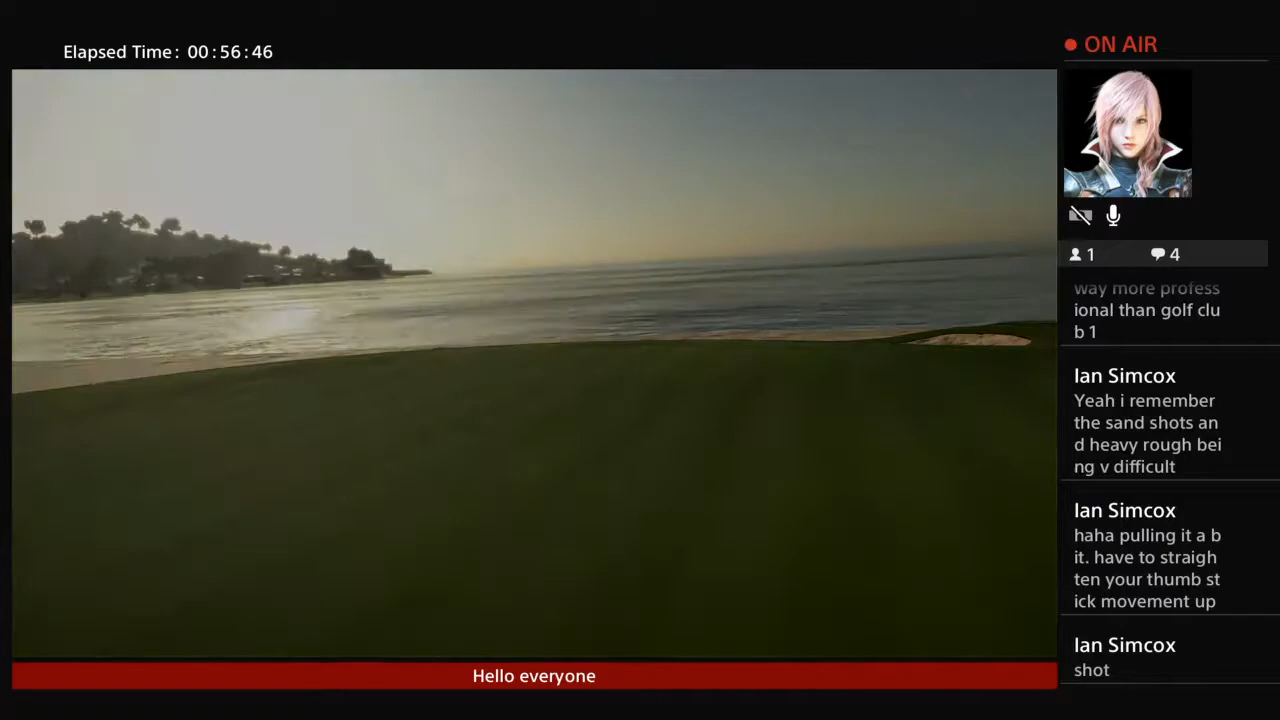 Elapsed Time: 00:56:46
ON AIR
1
4
way more profess
ional than golf clu
b 1
Ian Simcox
Yeah i remember
the sand shots an
d heavy rough bei
ng v difficult
Ian Simcox
haha pulling it a b
it. have to straigh
ten your thumb st
ick movement up
Ian Simcox
shot
Hello everyone